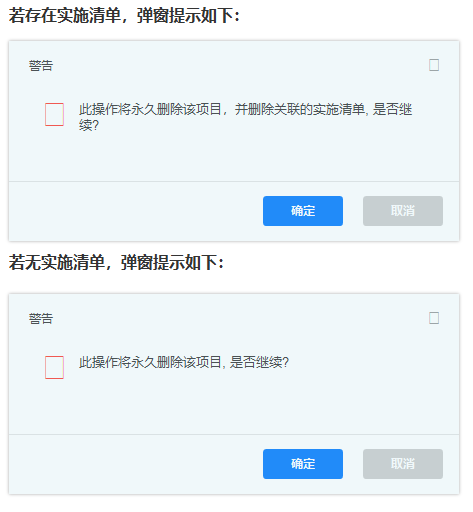 若存在实施清单，弹窗提示如下：
警告
此操作将永久删除该项目，并删除关联的实施清单, 是否继
续?
确定
取消
若无实施清单，弹窗提示如下：
警告
此操作将永久删除该项目, 是否继续?
确定
取消